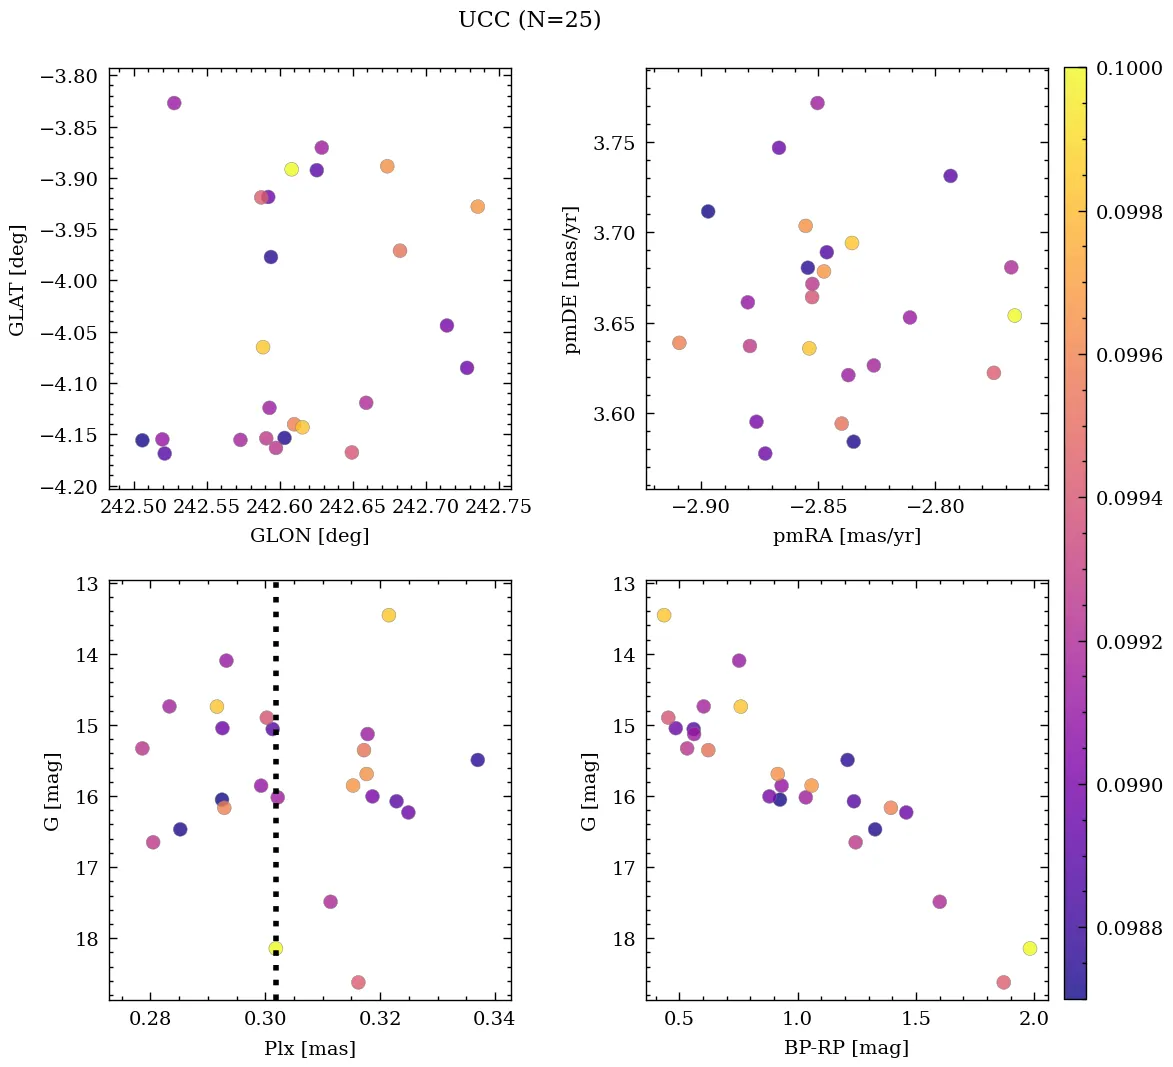 UCC (N=25)
−3.80
−3.85
−3.90
−3.95
−4.00
−4.05
−4.10
−4.15
−4.20
GLAT [deg]
242.50 242.55 242.60 242.65 242.70 242.75
GLON [deg]
3.75
3.70
3.65
3.60
pmDE [mas/yr]
−2.90 −2.85 −2.80
pmRA [mas/yr]
13
14
15
16
17
18
G [mag]
0.28 0.30 0.32 0.34
Plx [mas]
13
14
15
16
17
18
G [mag]
0.5 1.0 1.5 2.0
BP-RP [mag]
0.1000
0.0998
0.0996
0.0994
0.0992
0.0990
0.0988